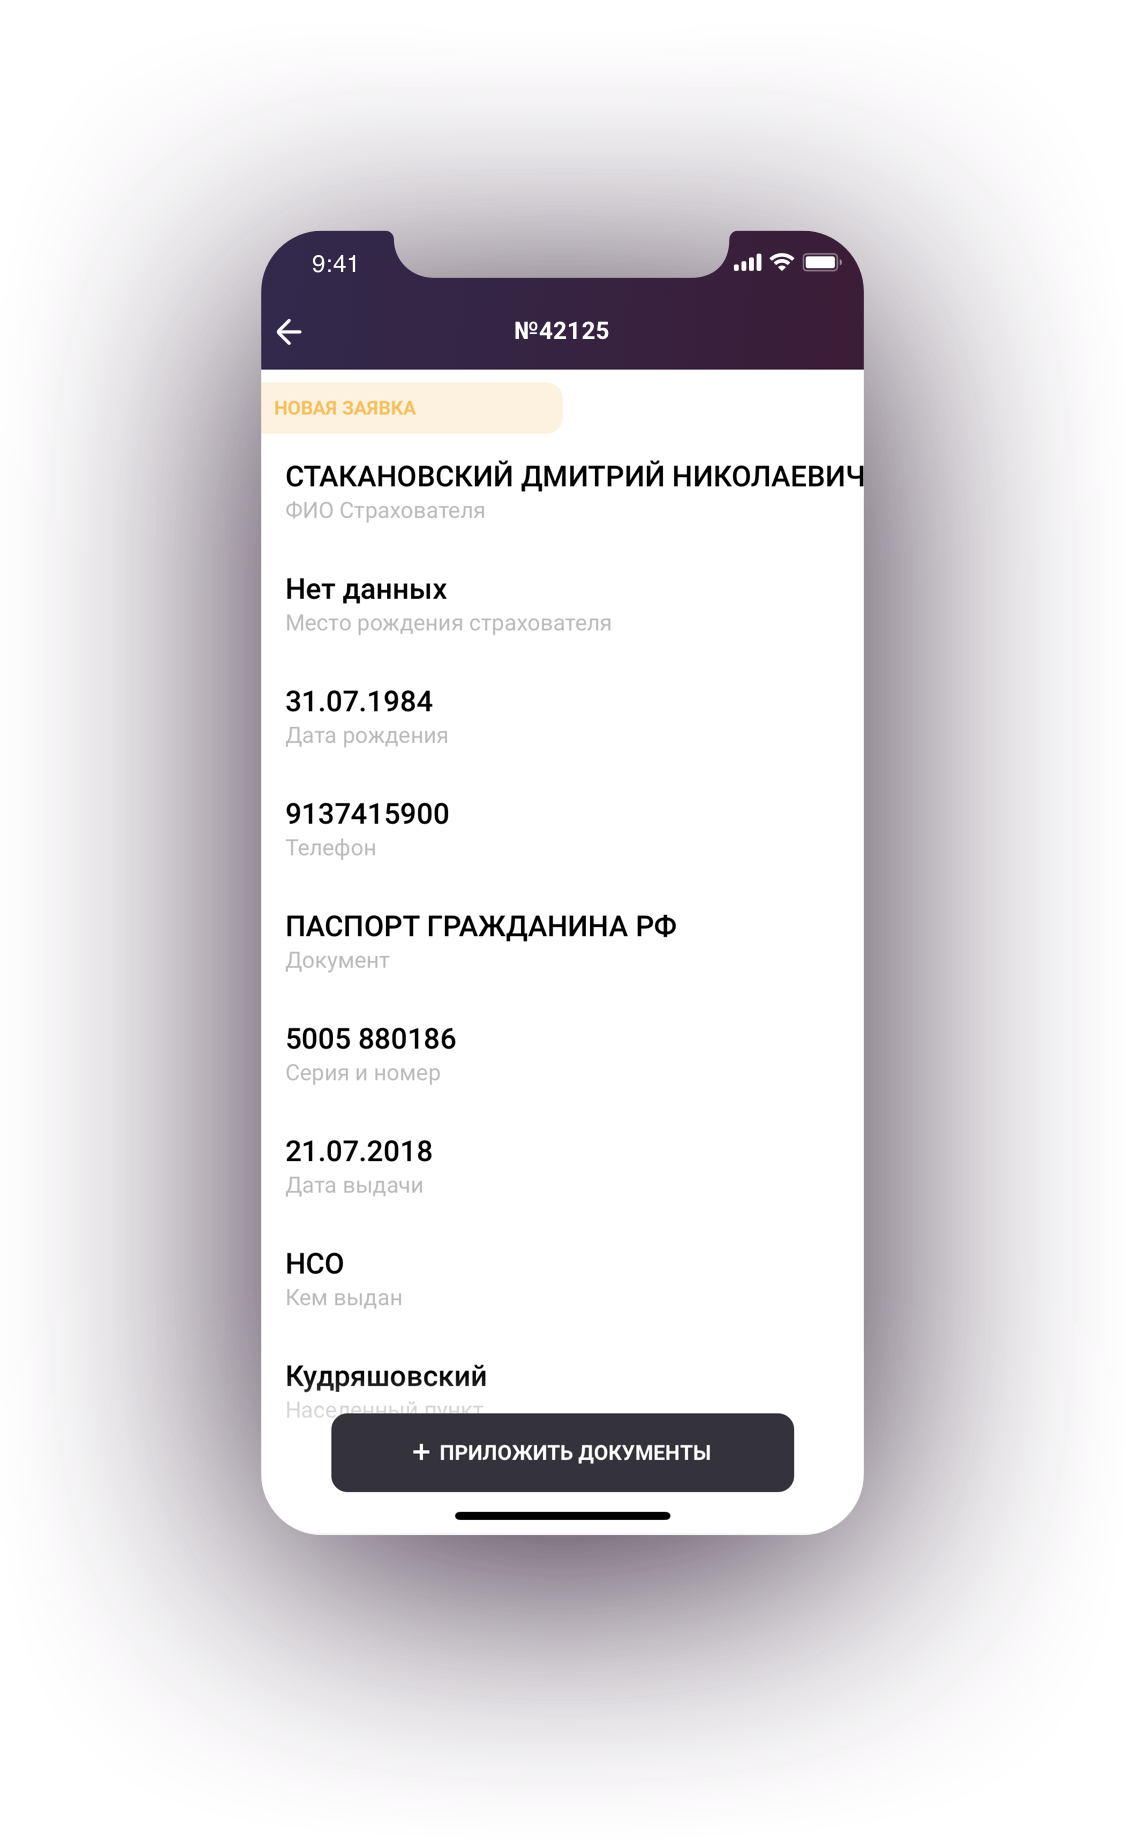 9:41
№42125
НОВАЯ ЗАЯВКА
СТАКАНОВСКИЙ ДМИТРИЙ НИКОЛАЕВИЧ
ФИО Страхователя
Нет данных
Место рождения страхователя
31.07.1984
Дата рождения
9137415900
Телефон
ПАСПОРТ ГРАЖДАНИНА РФ
Документ
5005 880186
Серия и номер
21.07.2018
Дата выдачи
НСО
Кем выдан
Кудряшовский
Населенный пункт
+ ПРИЛОЖИТЬ ДОКУМЕНТЫ